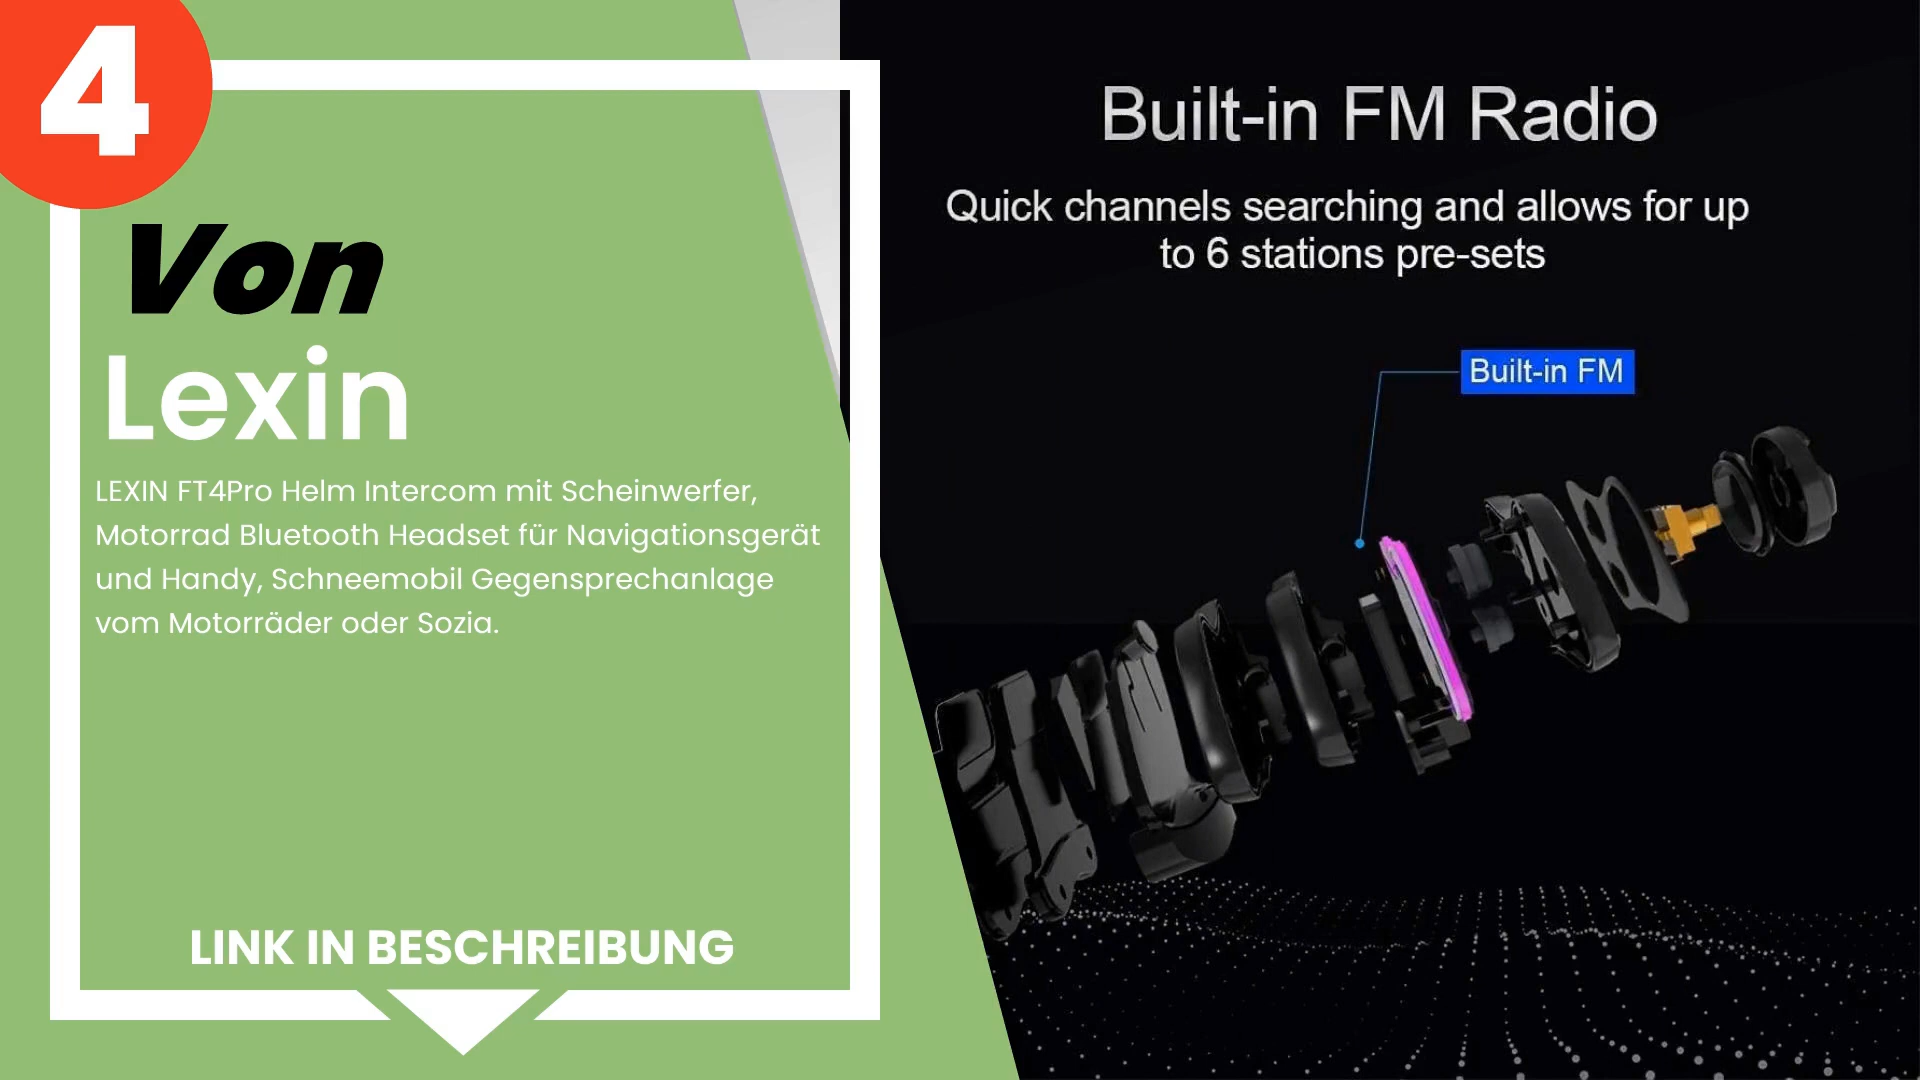 4
Von
Lexin
LEXIN FT4Pro Helm Intercom mit Scheinwerfer,
Motorrad Bluetooth Headset für Navigationsgerät
und Handy, Schneemobil Gegensprechanlage
vom Motorräder oder Sozia.
LINK IN BESCHREIBUNG
Built-in FM Radio
Quick channels searching and allows for up
to 6 stations pre-sets
Built-in FM